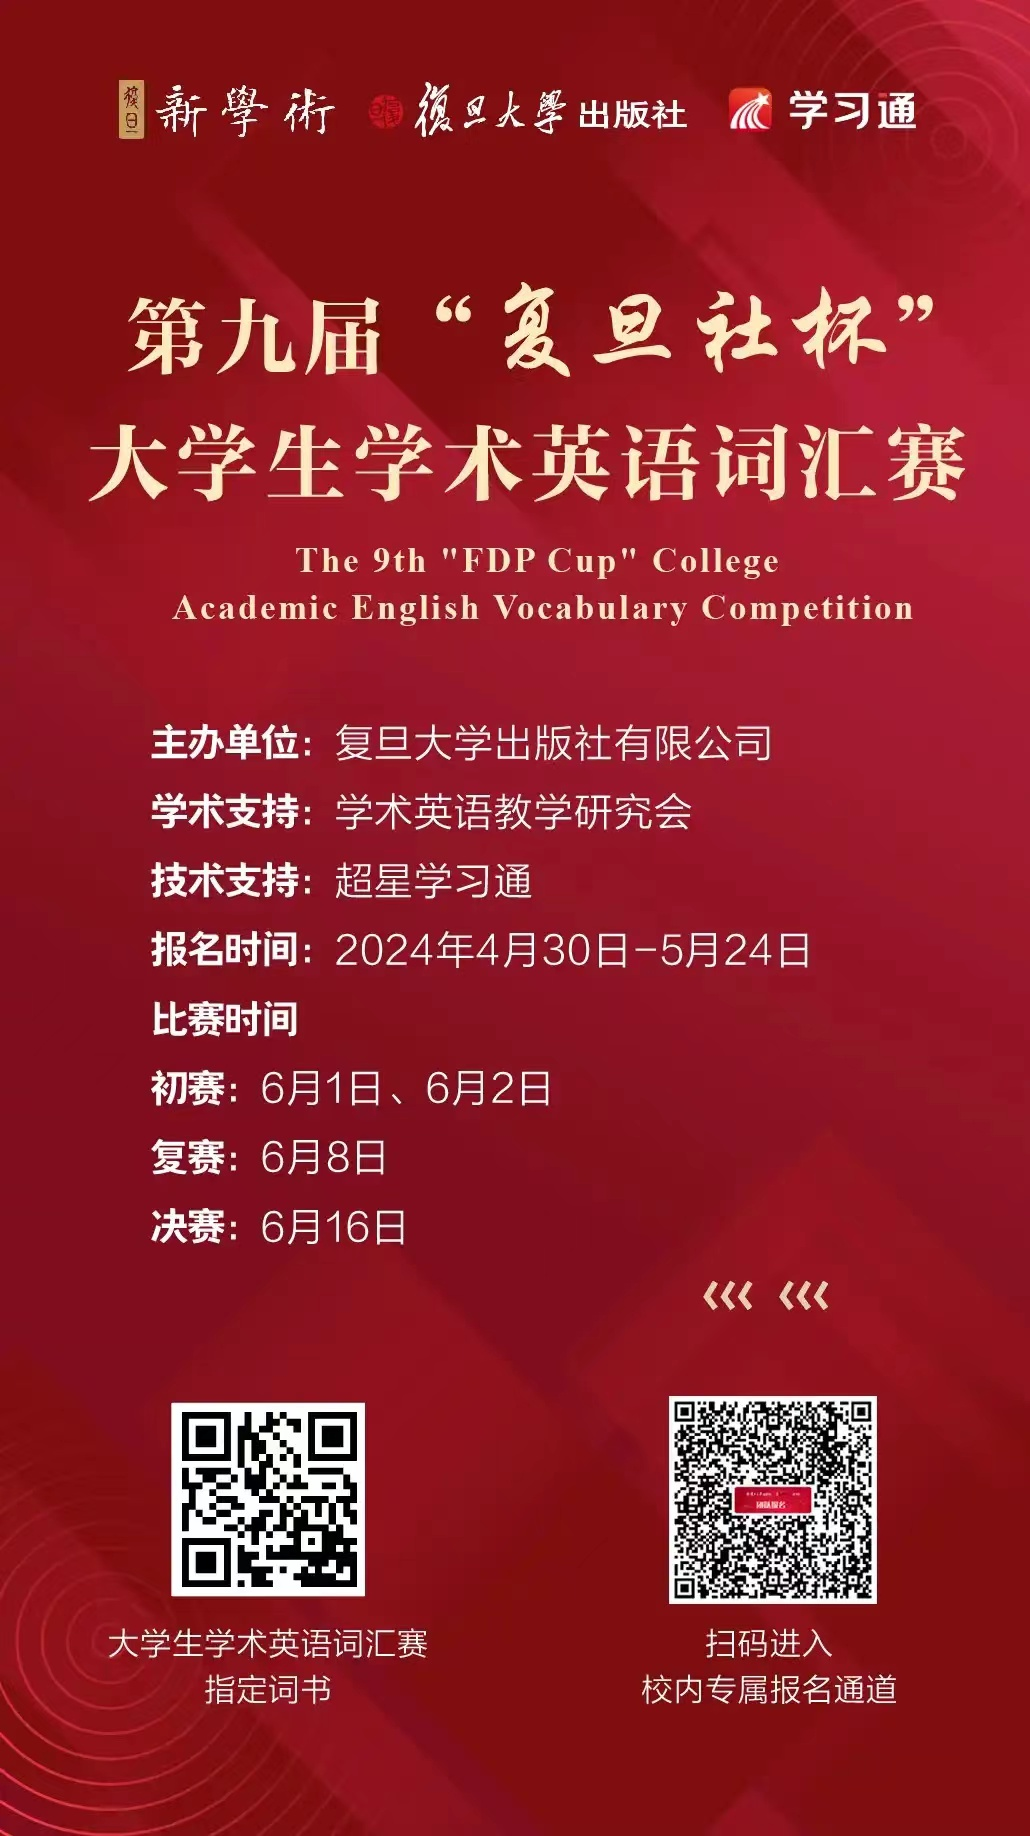 復旦 新學術 復旦大學出版社 学习通
第九届“复旦社杯”
大学生学术英语词汇赛
The 9th "FDP Cup" College
Academic English Vocabulary Competition
主办单位：复旦大学出版社有限公司
学术支持：学术英语教学研究会
技术支持：超星学习通
报名时间：2024年4月30日-5月24日
比赛时间
初赛：6月1日、6月2日
复赛：6月8日
决赛：6月16日
大学生学术英语词汇赛
指定词书
扫码进入
校内专属报名通道